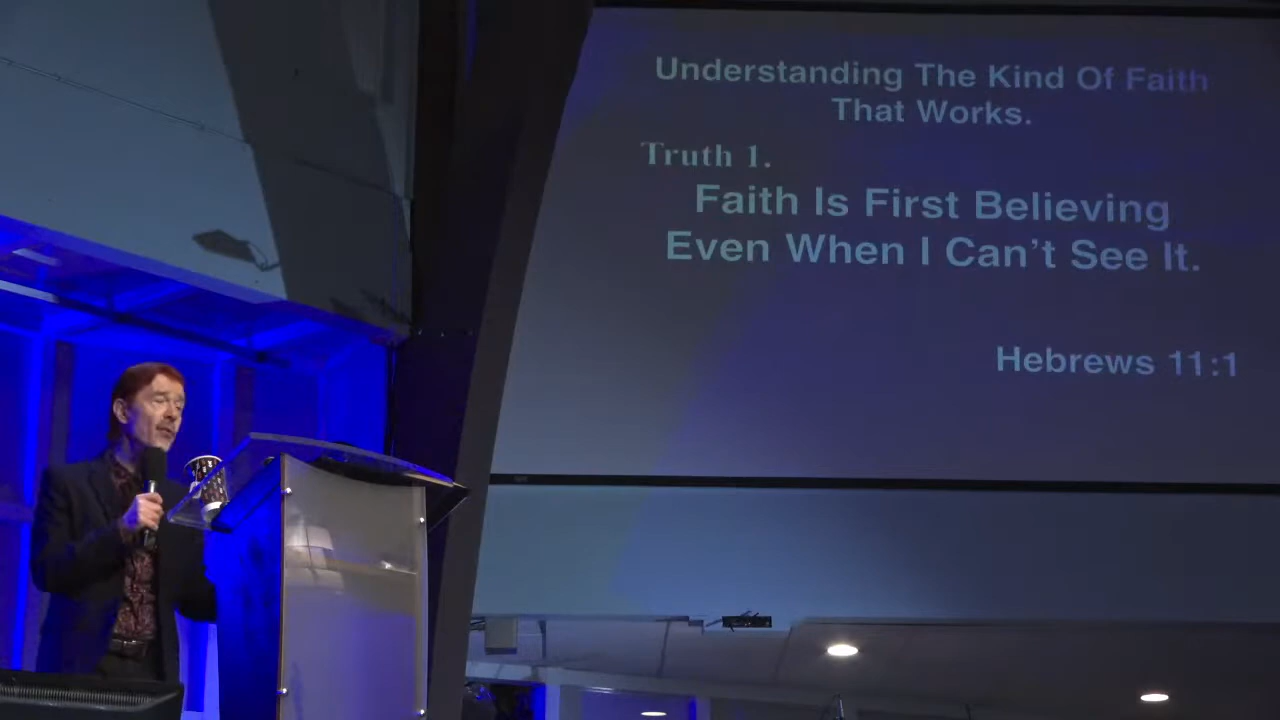 Understanding The Kind Of Faith
That Works.
Truth 1.
Faith Is First Believing
Even When I Can't See It.
Hebrews 11:1